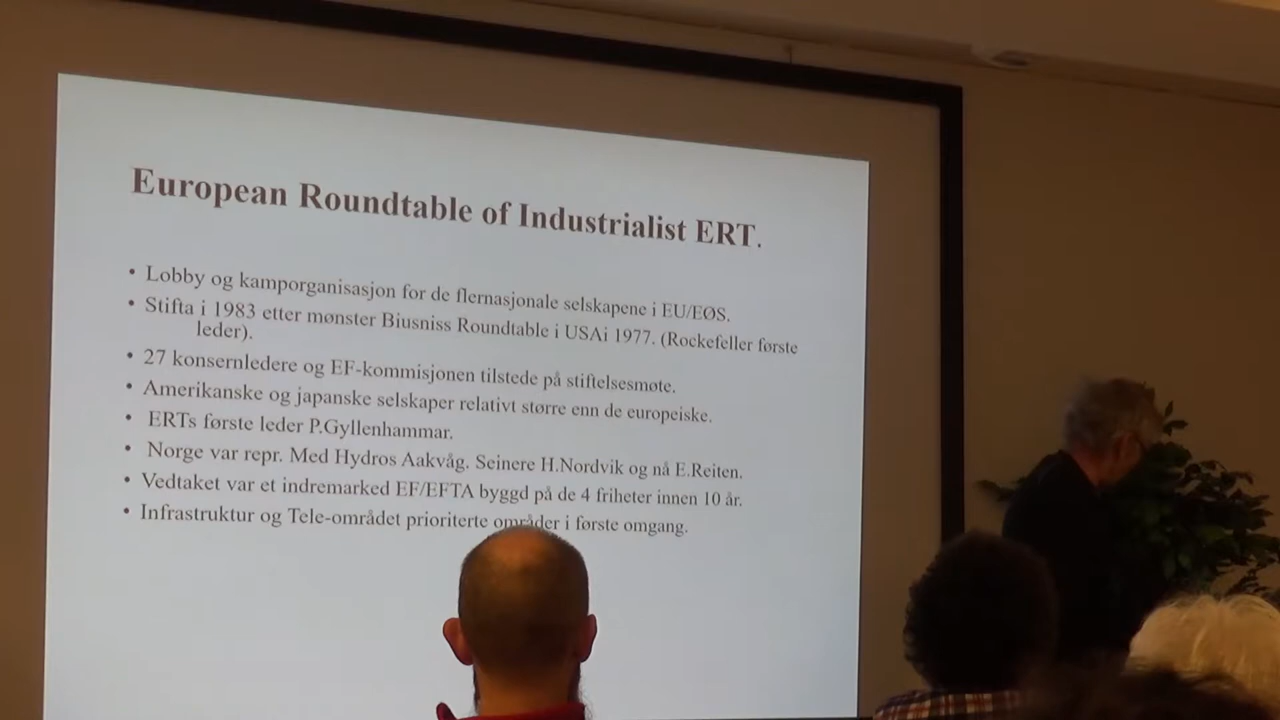 European Roundtable of Industrialist ERT.
• Lobby og kamporganisasjon for de flernasjonale selskapene i EU/EØS.
• Stifta i 1983 etter mønster Biusniss Roundtable i USAi 1977. (Rockefeller første
leder).
• 27 konsernledere og EF-kommisjonen tilstede på stiftelsesmøte.
• Amerikanske og japanske selskaper relativt større enn de europeiske.
• ERTs første leder P.Gyllenhammar.
• Norge var repr. Med Hydros Aakvåg. Seinere H.Nordvik og nå E.Reiten.
• Vedtaket var et indremarked EF/EFTA byggd på de 4 friheter innen 10 år.
• Infrastruktur og Tele-området prioriterte områder i første omgang.